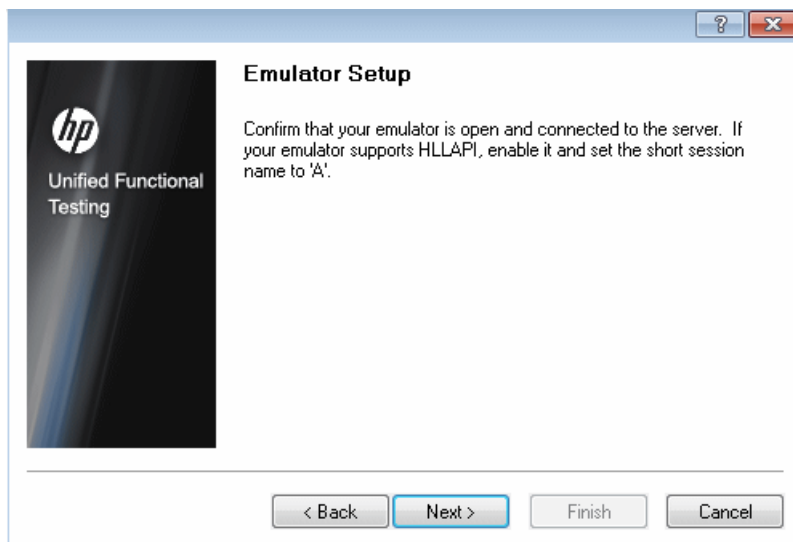 ?
X
Emulator Setup
hp
Confirm that your emulator is open and connected to the server.  If
your emulator supports HLLAPI, enable it and set the short session
name to 'A'.
Unified Functional
Testing
< Back
Next >
Finish
Cancel